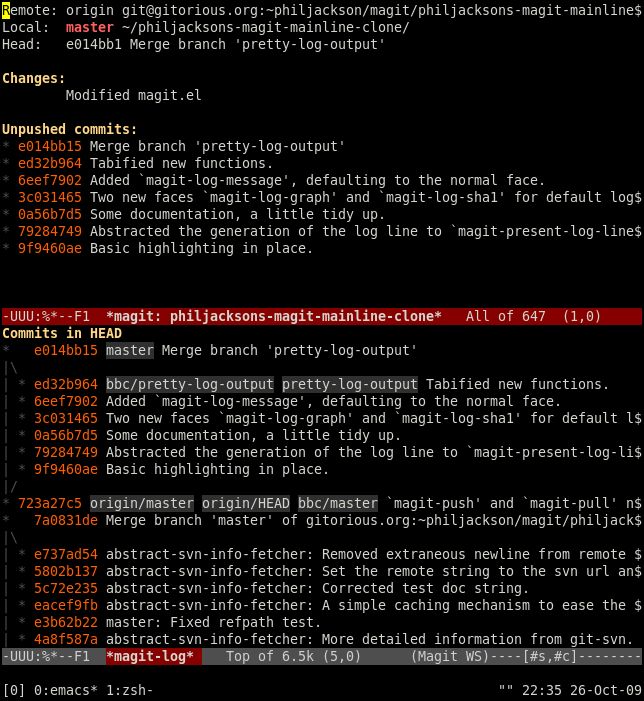 Remote: origin git@gitorious.org:~philjackson/magit/philjacksons-magit-mainline$
Local:  master ~/philjacksons-magit-mainline-clone/
Head:   e014bb1 Merge branch 'pretty-log-output'
Changes:
        Modified magit.el
Unpushed commits:
* e014bb15 Merge branch 'pretty-log-output'
* ed32b964 Tabified new functions.
* 6eef7902 Added `magit-log-message', defaulting to the normal face.
* 3c031465 Two new faces `magit-log-graph' and `magit-log-sha1' for default log$
* 0a56b7d5 Some documentation, a little tidy up.
* 79284749 Abstracted the generation of the log line to `magit-present-log-line$
* 9f9460ae Basic highlighting in place.
-UUU:%*--F1  *magit: philjacksons-magit-mainline-clone*   All of 647  (1,0)
Commits in HEAD
*   e014bb15 master Merge branch 'pretty-log-output'
|\
| * ed32b964 bbc/pretty-log-output pretty-log-output Tabified new functions.
| * 6eef7902 Added `magit-log-message', defaulting to the normal face.
| * 3c031465 Two new faces `magit-log-graph' and `magit-log-sha1' for default l$
| * 0a56b7d5 Some documentation, a little tidy up.
| * 79284749 Abstracted the generation of the log line to `magit-present-log-li$
| * 9f9460ae Basic highlighting in place.
|/
* 723a27c5 origin/master origin/HEAD bbc/master `magit-push' and `magit-pull' n$
*   7a0831de Merge branch 'master' of gitorious.org:~philjackson/magit/philjack$
|\
| * e737ad54 abstract-svn-info-fetcher: Removed extraneous newline from remote $
| * 5802b137 abstract-svn-info-fetcher: Set the remote string to the svn url an$
| * 5c72e235 abstract-svn-info-fetcher: Corrected test doc string.
| * eacef9fb abstract-svn-info-fetcher: A simple caching mechanism to ease the $
| * e3b62b22 master: Fixed refpath test.
| * 4a8f587a abstract-svn-info-fetcher: More detailed information from git-svn.
-UUU:%*--F1  *magit-log*    Top of 6.5k (5,0)      (Magit WS)----[#s,#c]--------
[0] 0:emacs* 1:zsh-                                           "" 22:35 26-Oct-09